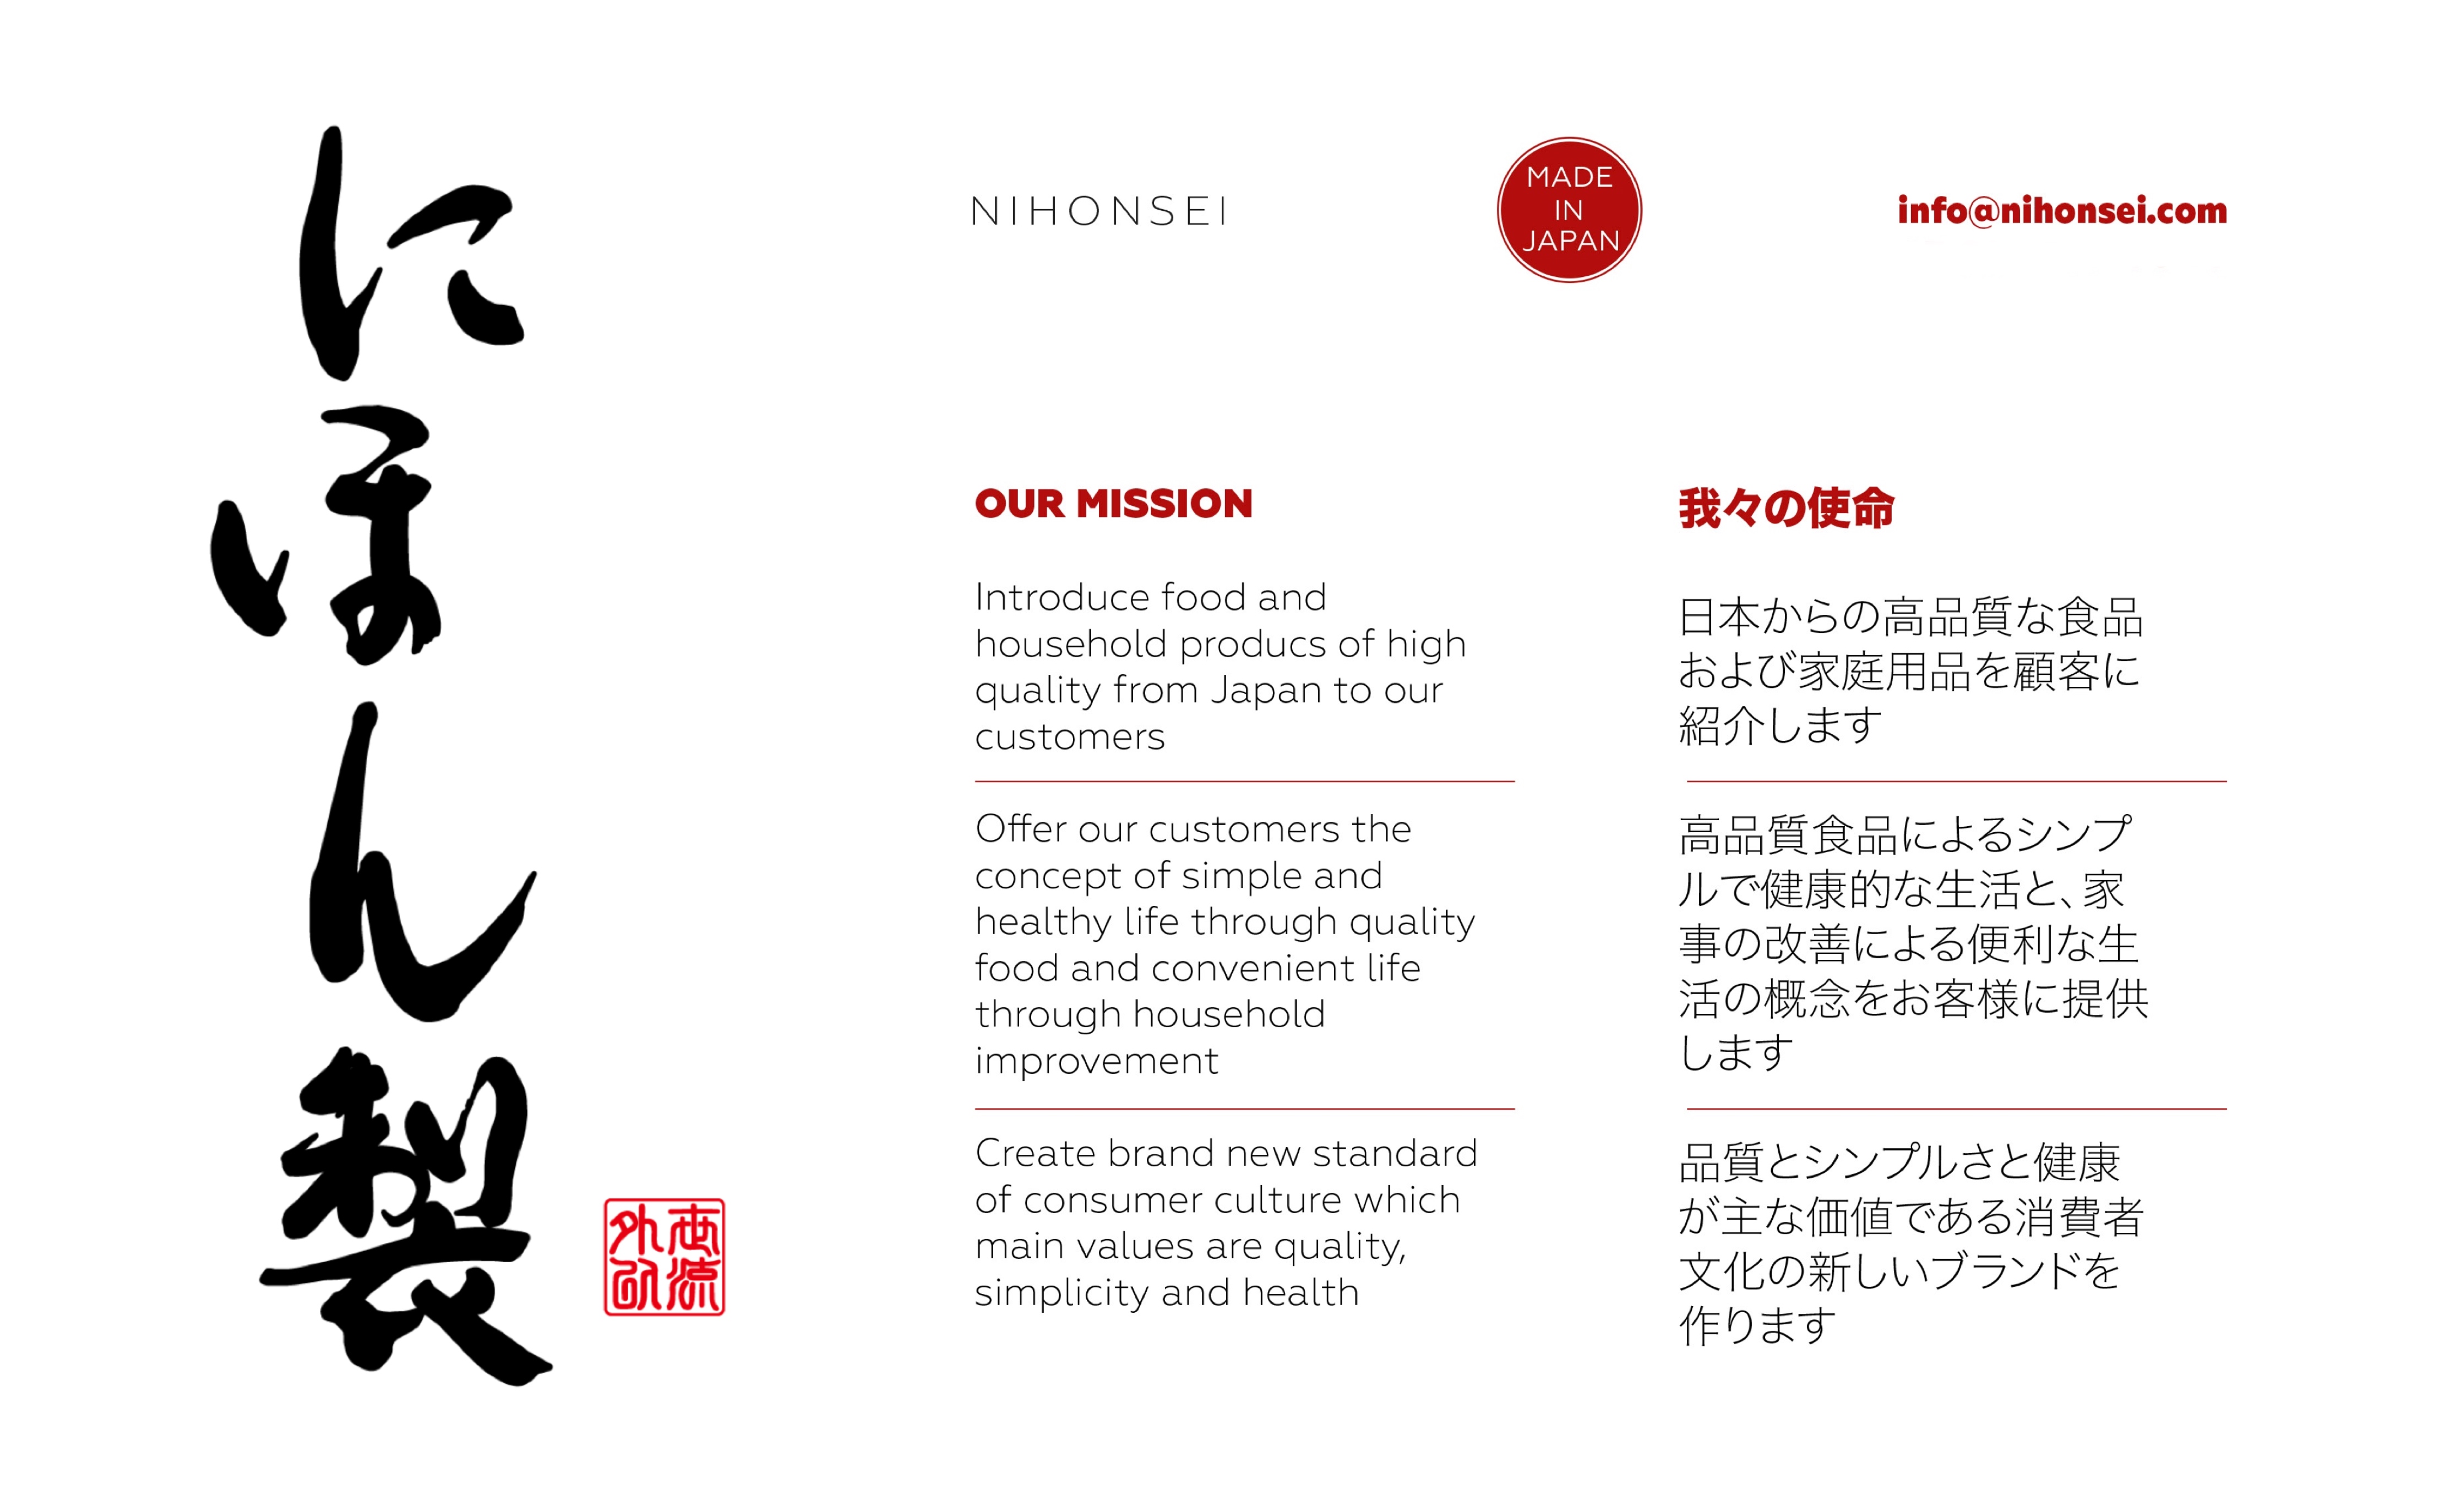 にほん製
NIHONSEI
MADE
IN
JAPAN
info@nihonsei.com
OUR MISSION
Introduce food and
household producs of high
quality from Japan to our
customers
Offer our customers the
concept of simple and
healthy life through quality
food and convenient life
through household
improvement
Create brand new standard
of consumer culture which
main values are quality,
simplicity and health
我々の使命
日本からの高品質な食品
および家庭用品を顧客に
紹介します
高品質食品によるシンプ
ルで健康的な生活と、家
事の改善による便利な生
活の概念をお客様に提供
します
品質とシンプルさと健康
が主な価値である消費者
文化の新しいブランドを
作ります